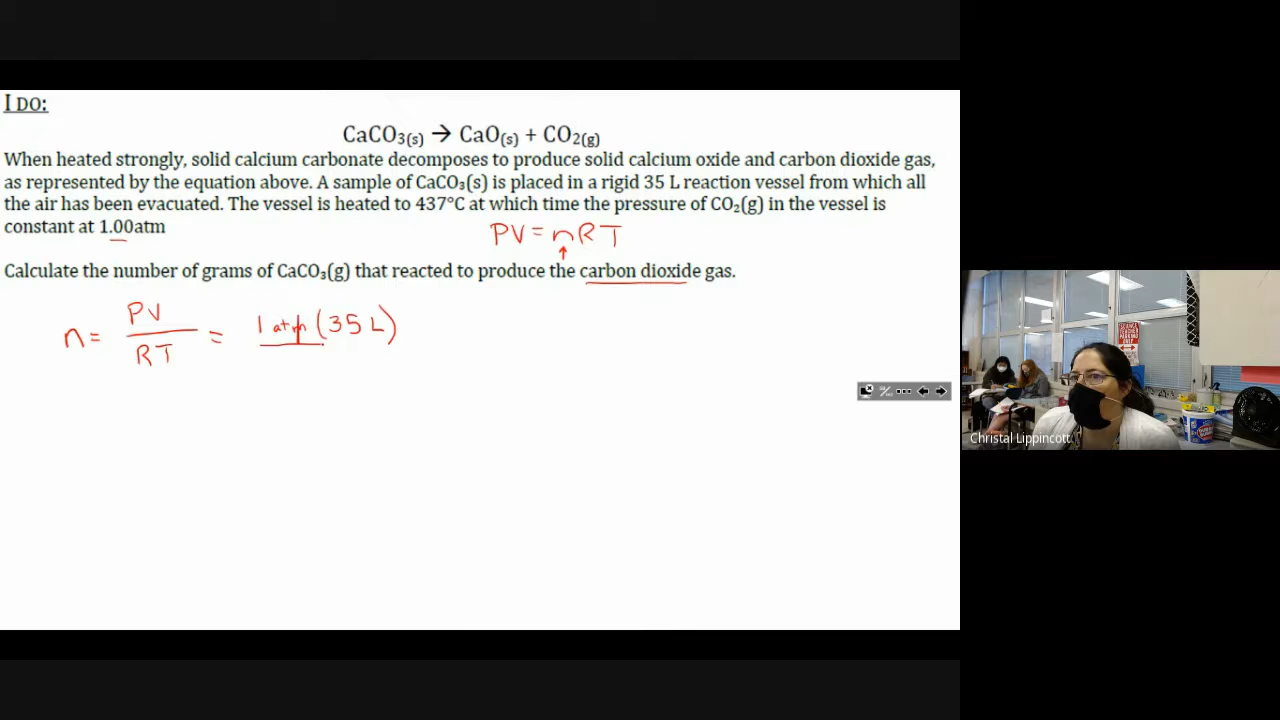 I DO:
CaCO₃(s) → CaO(s) + CO₂(g)
When heated strongly, solid calcium carbonate decomposes to produce solid calcium oxide and carbon dioxide gas,
as represented by the equation above. A sample of CaCO₃(s) is placed in a rigid 35 L reaction vessel from which all
the air has been evacuated. The vessel is heated to 437°C at which time the pressure of CO₂(g) in the vessel is
constant at 1.00atm
PV = nRT
Calculate the number of grams of CaCO₃(g) that reacted to produce the carbon dioxide gas.
n = PV / RT = 1 atm (35 L)
Christal Lippincott